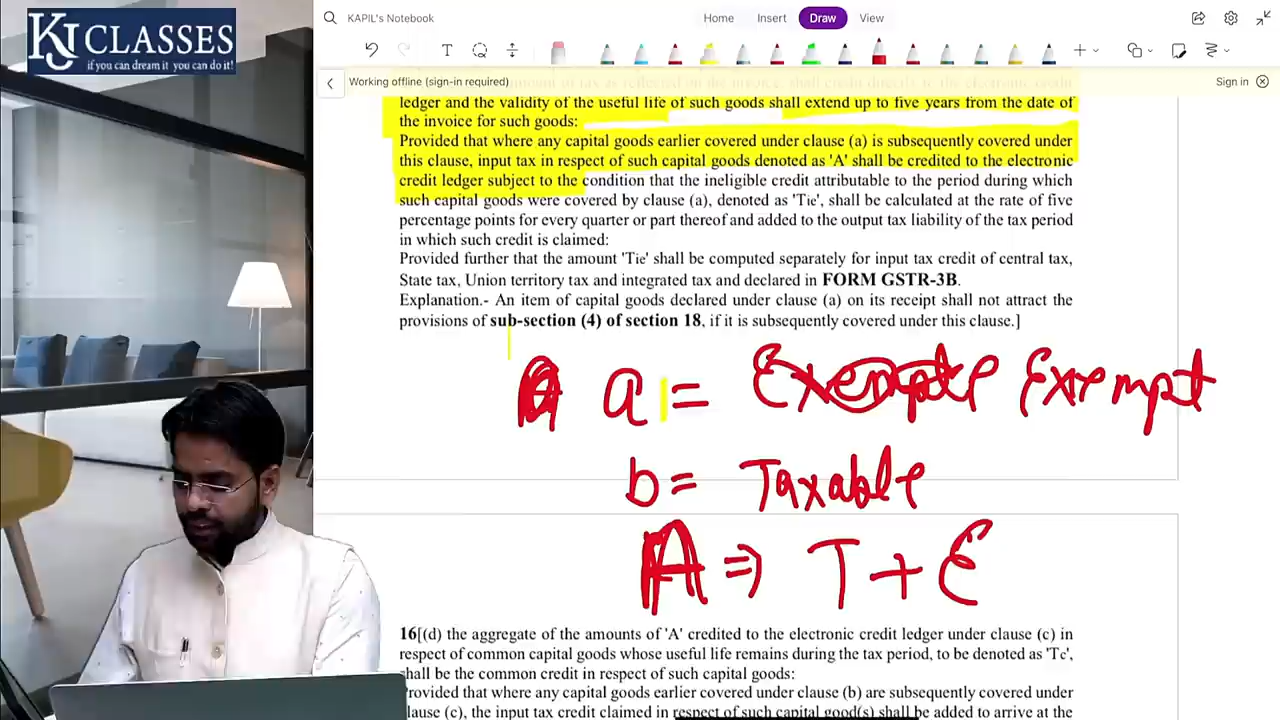 KJ CLASSES
if you can dream it you can do it!
KAPIL's Notebook
Home Insert Draw View
Working offline (sign-in required)
Sign in
ledger and the validity of the useful life of such goods shall extend up to five years from the date of
the invoice for such goods:
Provided that where any capital goods earlier covered under clause (a) is subsequently covered under
this clause, input tax in respect of such capital goods denoted as 'A' shall be credited to the electronic
credit ledger subject to the condition that the ineligible credit attributable to the period during which
such capital goods were covered by clause (a), denoted as 'Tie', shall be calculated at the rate of five
percentage points for every quarter or part thereof and added to the output tax liability of the tax period
in which such credit is claimed:
Provided further that the amount 'Tie' shall be computed separately for input tax credit of central tax,
State tax, Union territory tax and integrated tax and declared in FORM GSTR-3B.
Explanation.- An item of capital goods declared under clause (a) on its receipt shall not attract the
provisions of sub-section (4) of section 18, if it is subsequently covered under this clause.]
a = Exempt
b = Taxable
A ⇒ T + E
16[(d) the aggregate of the amounts of 'A' credited to the electronic credit ledger under clause (c) in
respect of common capital goods whose useful life remains during the tax period, to be denoted as 'Tc',
shall be the common credit in respect of such capital goods:
Provided that where any capital goods earlier covered under clause (b) are subsequently covered under
clause (c), the input tax credit claimed in respect of such capital good(s) shall be added to arrive at the